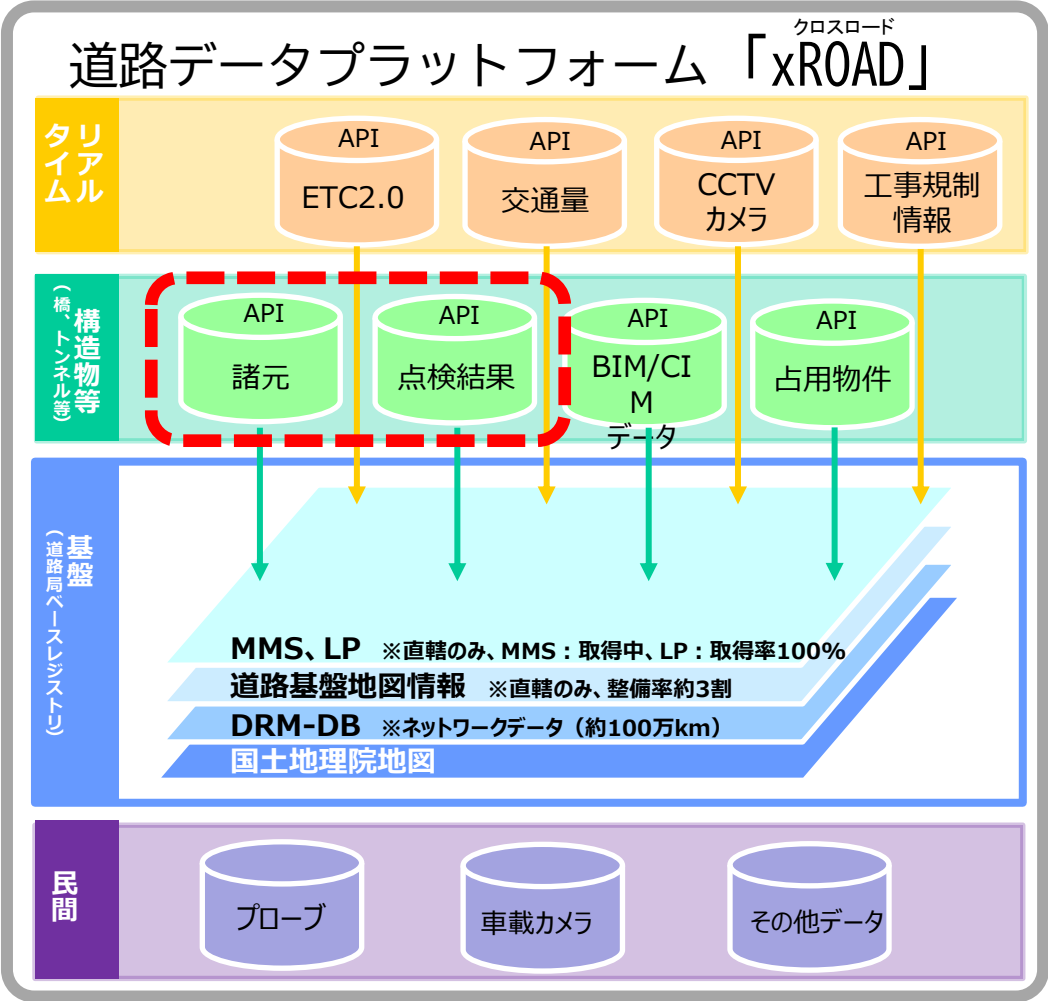 クロスロード
道路データプラットフォーム「xROAD」
リアル
タイム
API
ETC2.0
API
交通量
API
CCTV
カメラ
API
工事規制
情報
構造物等
(橋、トンネル等)
API
諸元
API
点検結果
API
BIM/CI
M
データ
API
占用物件
基盤
(道路局ベースレジストリ)
MMS、LP ※直轄のみ、MMS:取得中、LP:取得率100%
道路基盤地図情報 ※直轄のみ、整備率約3割
DRM-DB ※ネットワークデータ(約100万km)
国土地理院地図
民間
プローブ
車載カメラ
その他データ